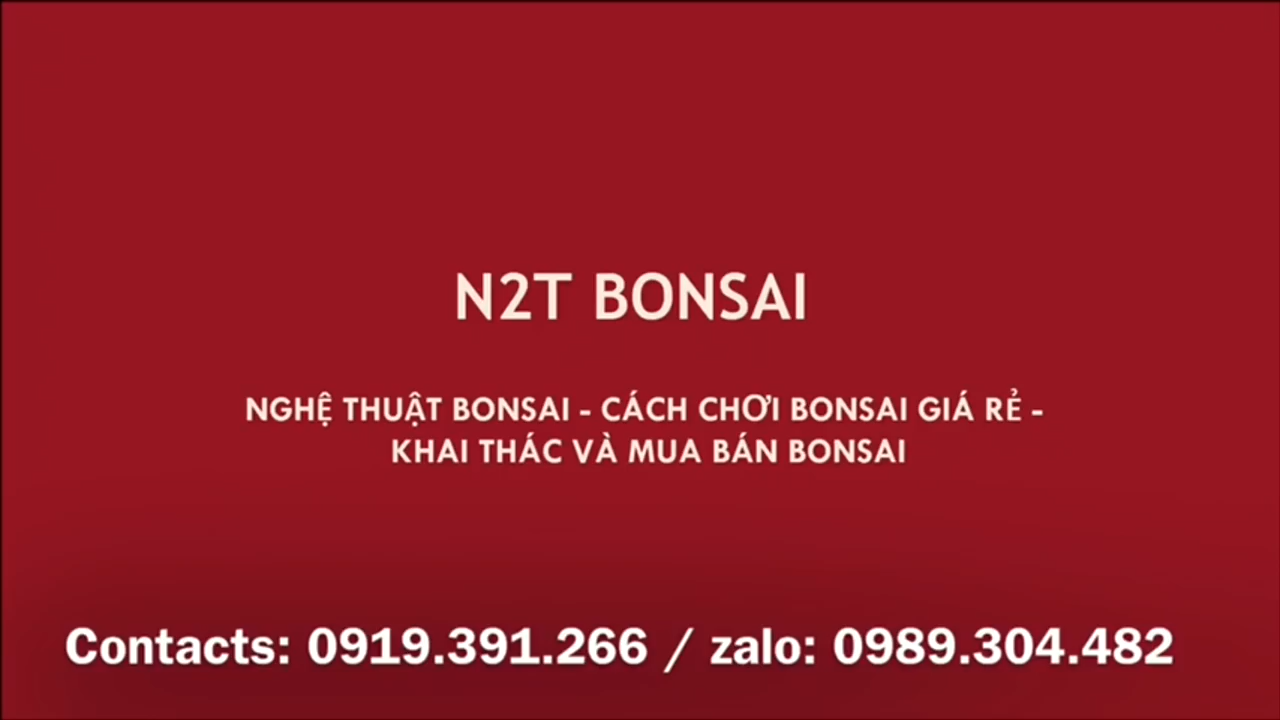 N2T BONSAI
NGHỆ THUẬT BONSAI - CÁCH CHƠI BONSAI GIÁ RẺ -
KHAI THÁC VÀ MUA BÁN BONSAI
Contacts: 0919.391.266 / zalo: 0989.304.482